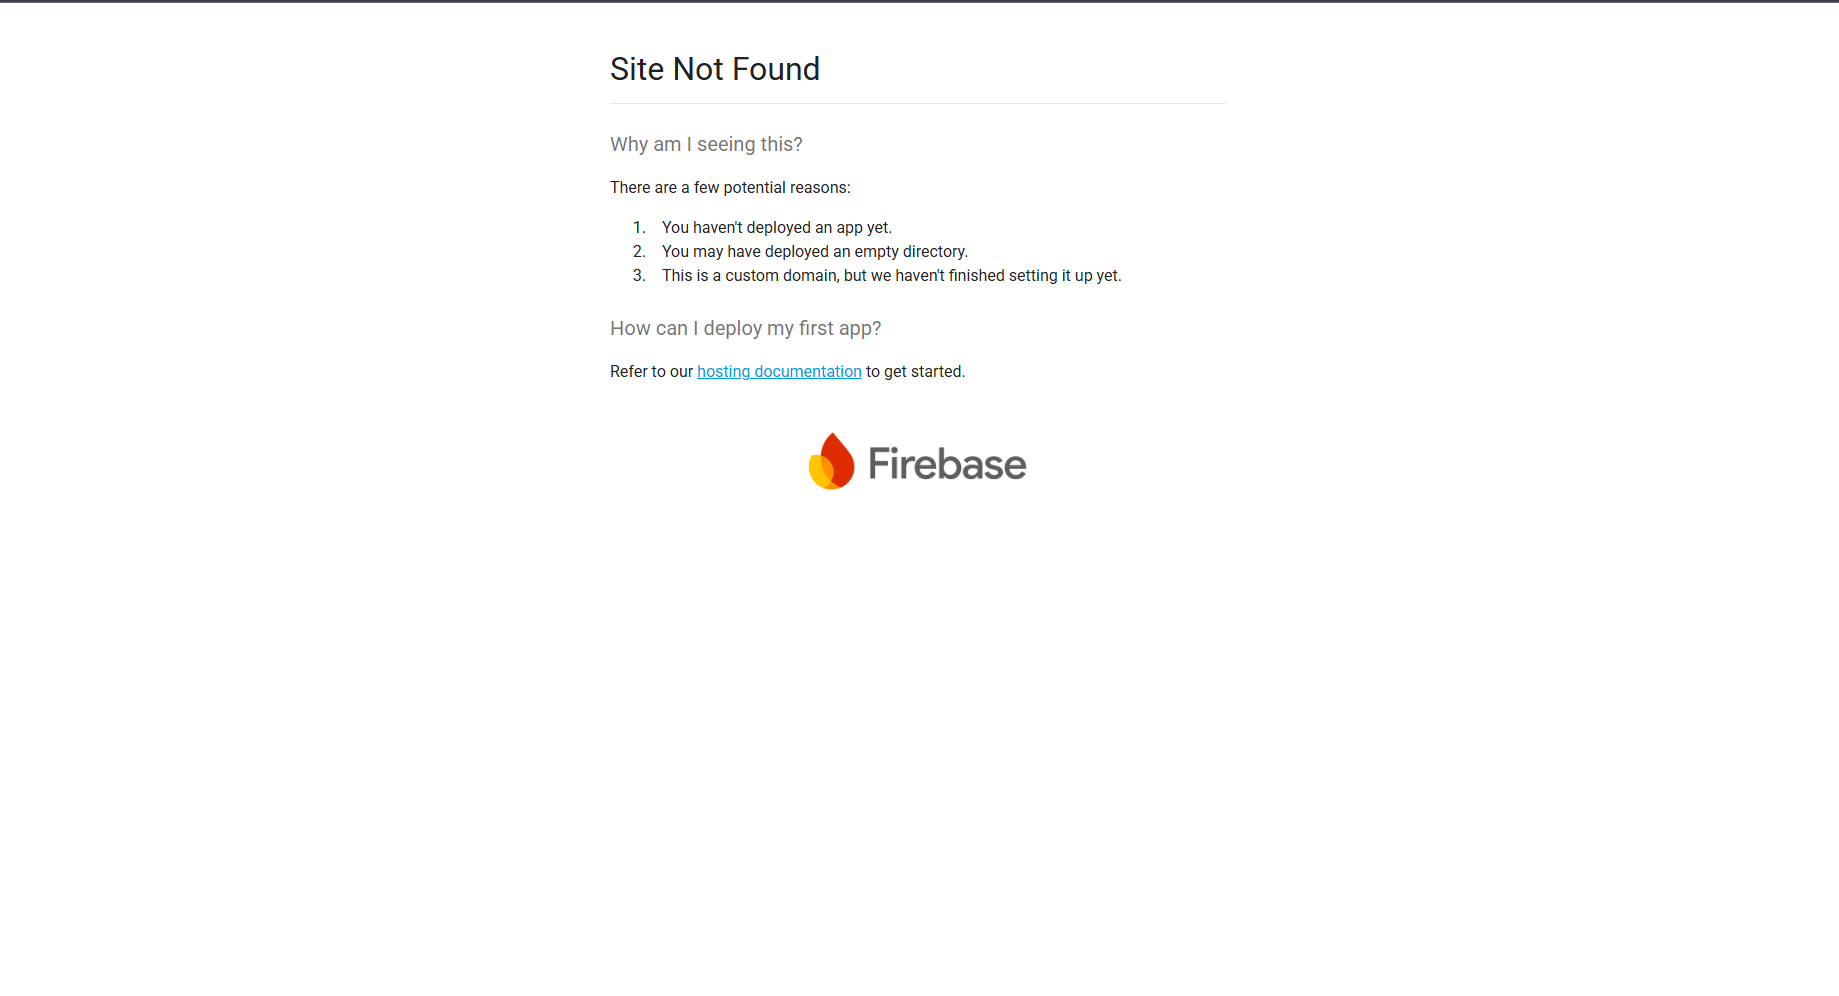 Site Not Found
Why am I seeing this?
There are a few potential reasons:
1. You haven't deployed an app yet.
2. You may have deployed an empty directory.
3. This is a custom domain, but we haven't finished setting it up yet.
How can I deploy my first app?
Refer to our hosting documentation to get started.
Firebase